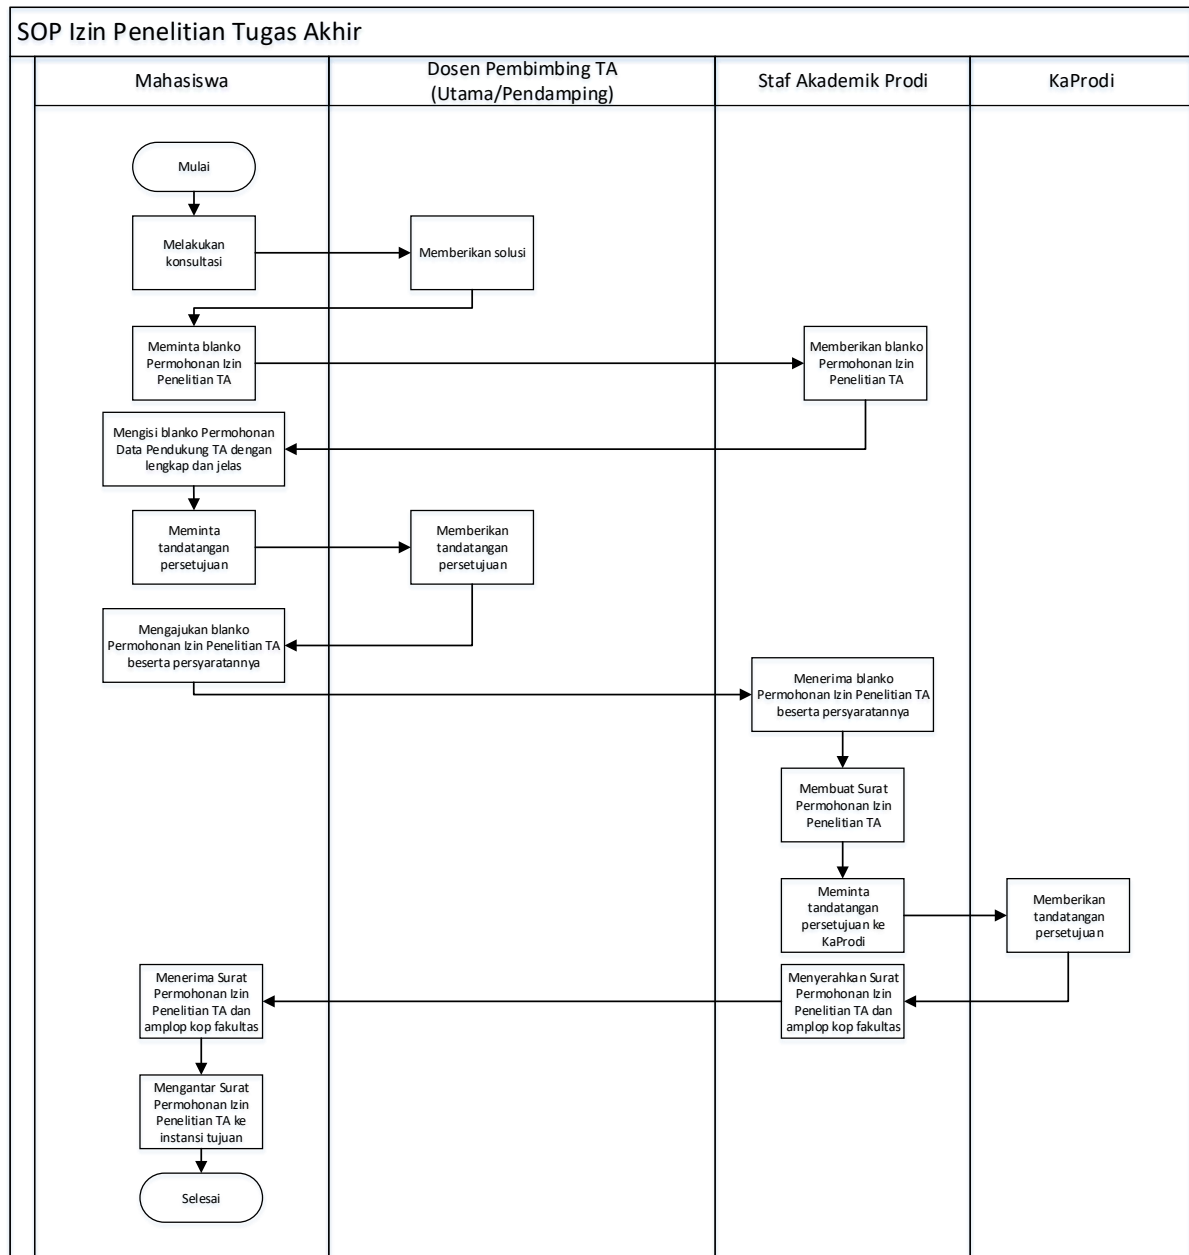 SOP Izin Penelitian Tugas Akhir
Mahasiswa
Dosen Pembimbing TA
(Utama/Pendamping)
Staf Akademik Prodi
KaProdi
Mulai
Melakukan
konsultasi
Memberikan solusi
Meminta blanko
Permohonan Izin
Penelitian TA
Memberikan blanko
Permohonan Izin
Penelitian TA
Mengisi blanko Permohonan
Data Pendukung TA dengan
lengkap dan jelas
Meminta
tandatangan
persetujuan
Memberikan
tandatangan
persetujuan
Mengajukan blanko
Permohonan Izin Penelitian TA
beserta persyaratannya
Menerima blanko
Permohonan Izin Penelitian TA
beserta persyaratannya
Membuat Surat
Permohonan Izin
Penelitian TA
Meminta
tandatangan
persetujuan ke
KaProdi
Memberikan
tandatangan
persetujuan
Menerima Surat
Permohonan Izin
Penelitian TA dan
amplop kop fakultas
Menyerahkan Surat
Permohonan Izin
Penelitian TA dan
amplop kop fakultas
Mengantar Surat
Permohonan Izin
Penelitian TA ke
instansi tujuan
Selesai